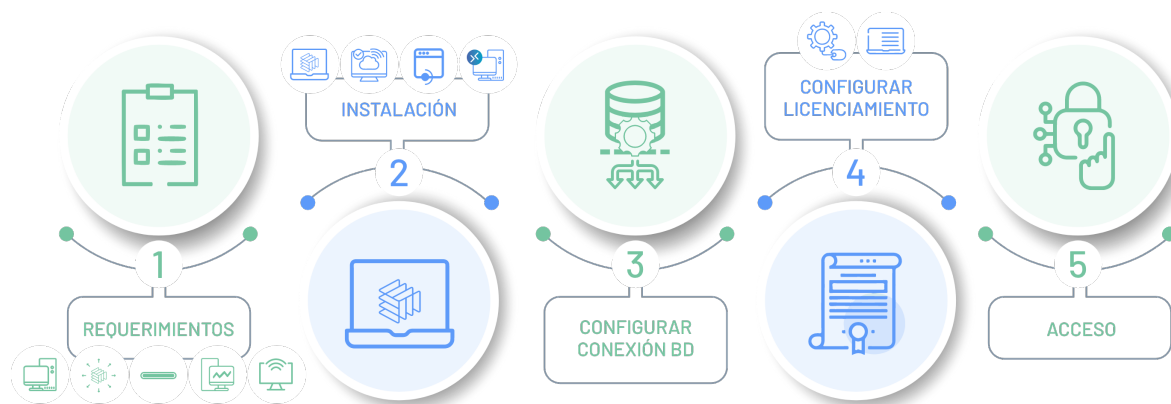 1
REQUERIMIENTOS
INSTALACIÓN
2
3
CONFIGURAR
CONEXIÓN BD
CONFIGURAR
LICENCIAMIENTO
4
5
ACCESO